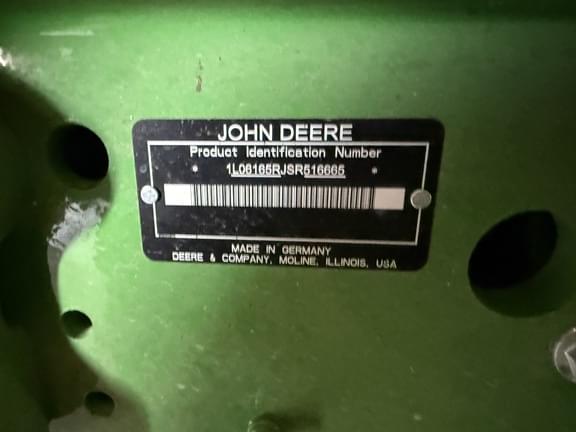 JOHN DEERE
Product Identification Number
* 1L06165RJSR516665 *
MADE IN GERMANY
DEERE & COMPANY, MOLINE, ILLINOIS, USA